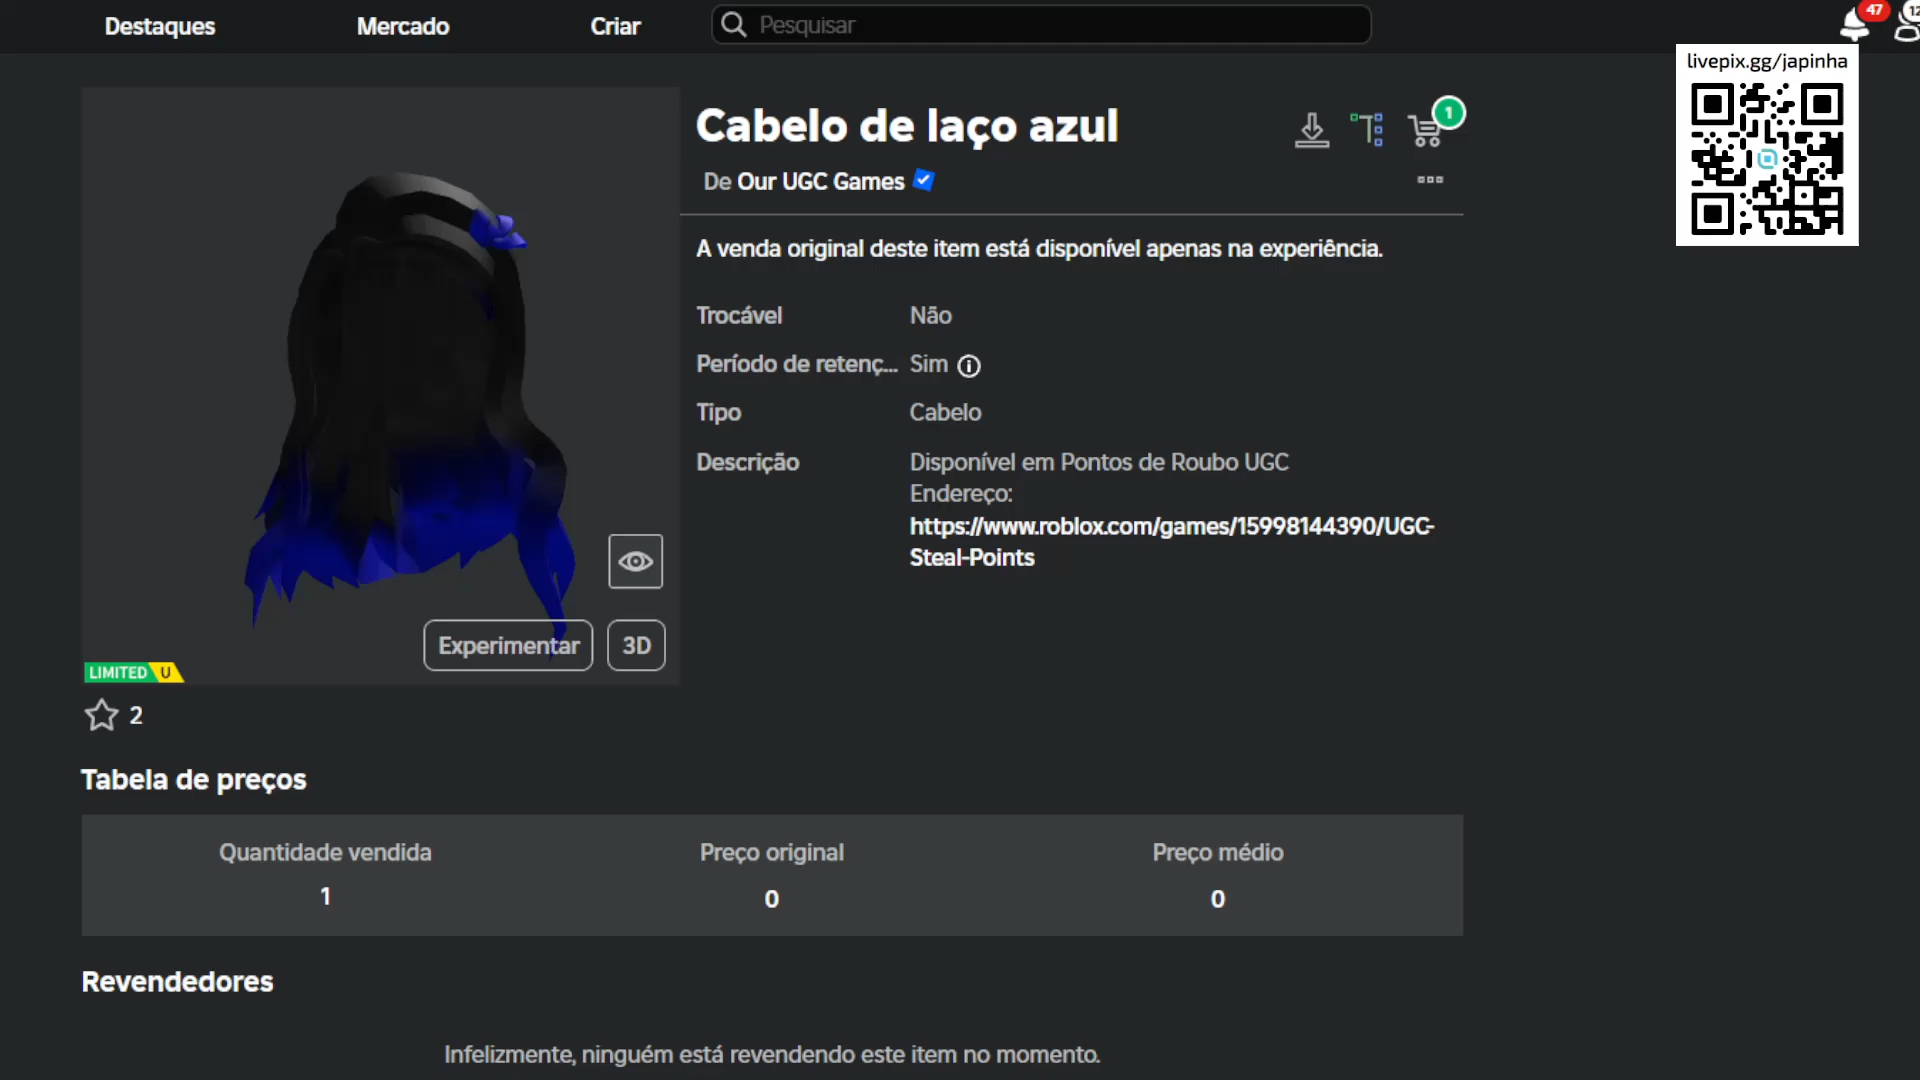 Destaques
Mercado
Criar
Pesquisar
47
12
livepix.gg/japinha
Cabelo de laço azul
1
De Our UGC Games
A venda original deste item está disponível apenas na experiência.
Trocável Não
Período de retenç... Sim
Tipo Cabelo
Descrição Disponível em Pontos de Roubo UGC
Endereço:
https://www.roblox.com/games/15998144390/UGC-
Steal-Points
Experimentar
3D
LIMITED U
2
Tabela de preços
Quantidade vendida Preço original Preço médio
1 0 0
Revendedores
Infelizmente, ninguém está revendendo este item no momento.